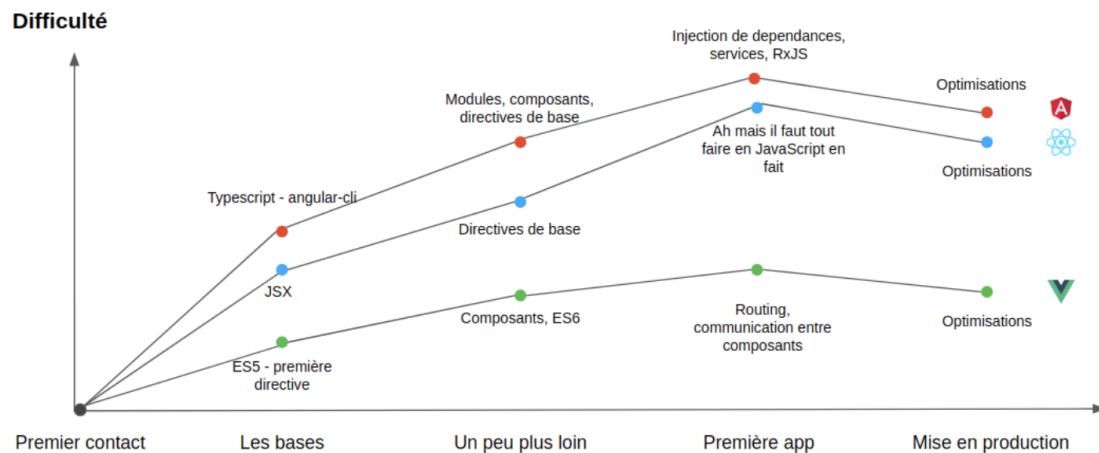 Difficulté
Injection de dependances,
services, RxJS
Optimisations
Modules, composants,
directives de base
Ah mais il faut tout
faire en JavaScript en
fait
Optimisations
Typescript - angular-cli
Directives de base
JSX
Composants, ES6
Routing,
communication entre
composants
Optimisations
ES5 - première
directive
Premier contact
Les bases
Un peu plus loin
Première app
Mise en production